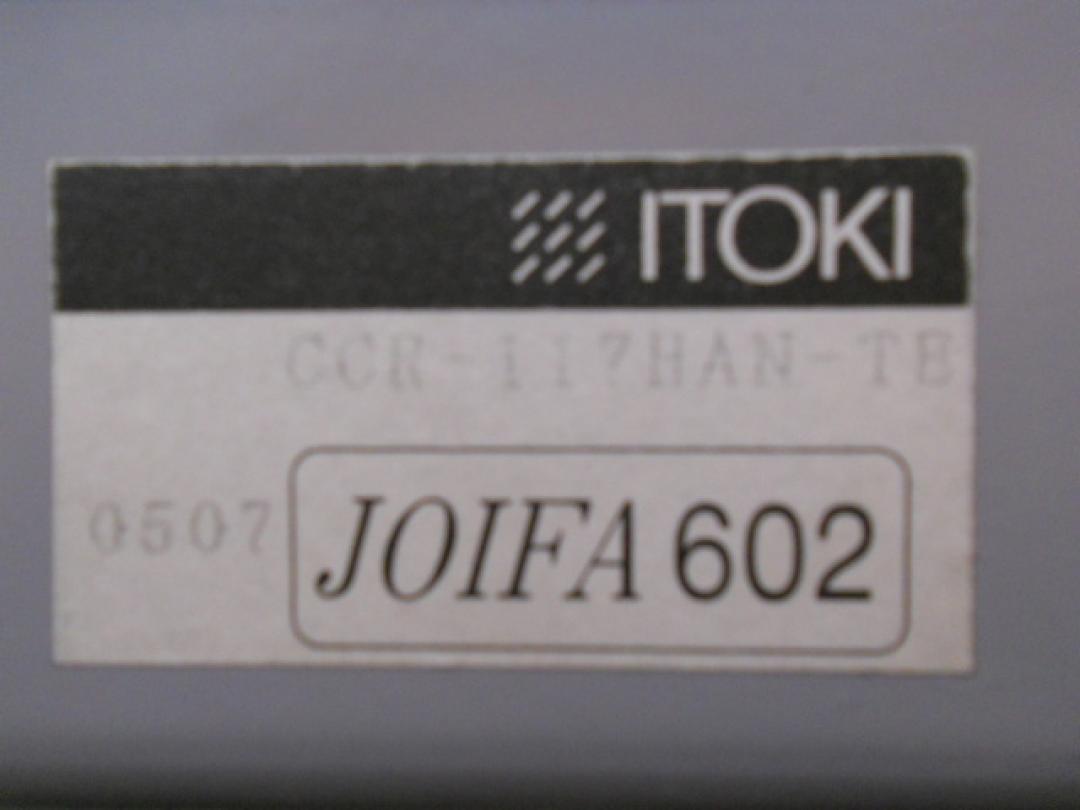 ITOKI
CCR-117HAN-TE
0507
JOIFA 602